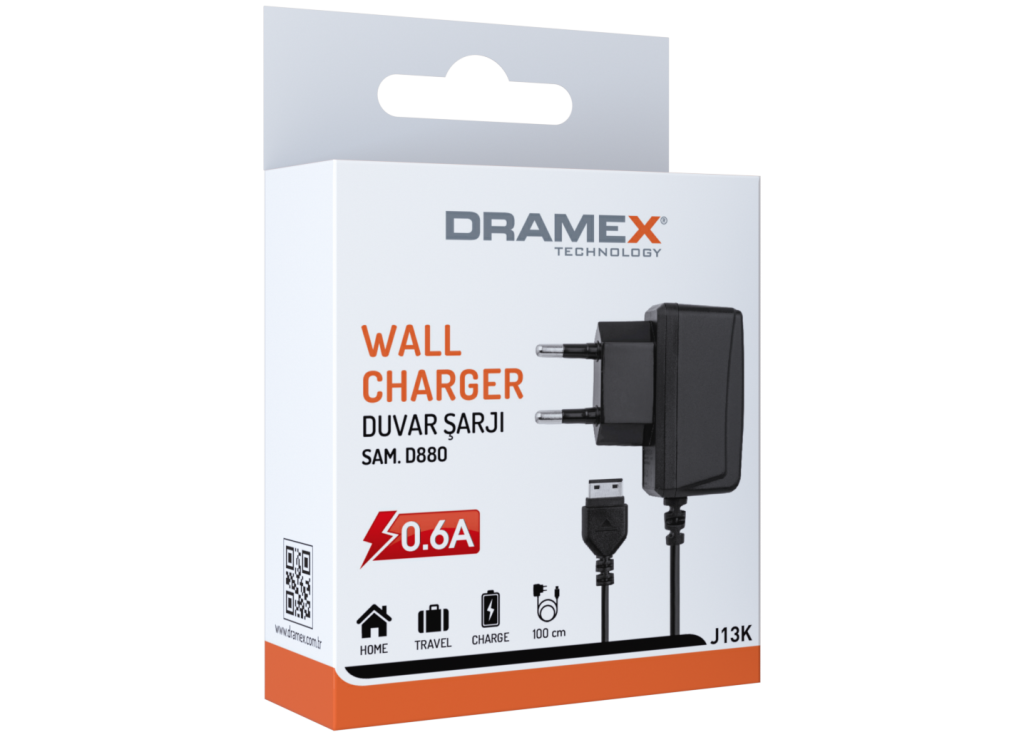 DRAMEX®
TECHNOLOGY
WALL
CHARGER
DUVAR ŞARJI
SAM. D880
0.6A
HOME
TRAVEL
CHARGE
100 cm
J13K
www.dramex.com.tr